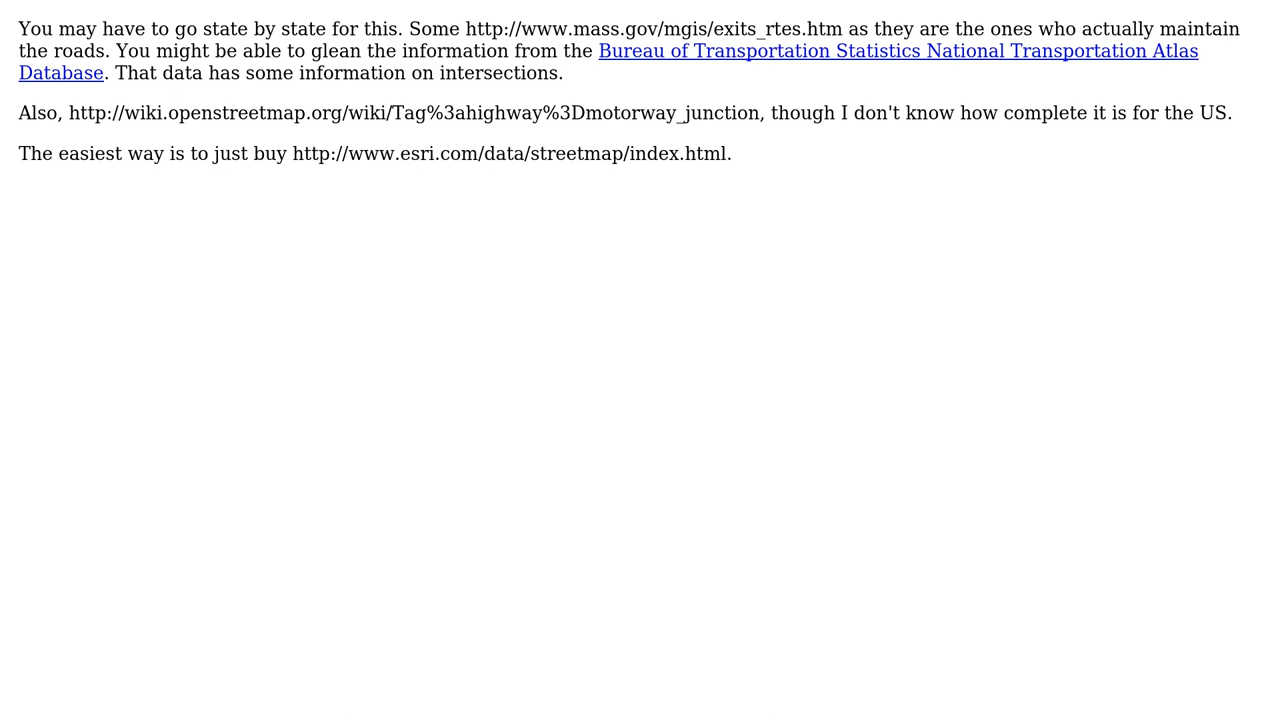 You may have to go state by state for this. Some http://www.mass.gov/mgis/exits_rtes.htm as they are the ones who actually maintain
the roads. You might be able to glean the information from the Bureau of Transportation Statistics National Transportation Atlas
Database. That data has some information on intersections.
Also, http://wiki.openstreetmap.org/wiki/Tag%3ahighway%3Dmotorway_junction, though I don't know how complete it is for the US.
The easiest way is to just buy http://www.esri.com/data/streetmap/index.html.